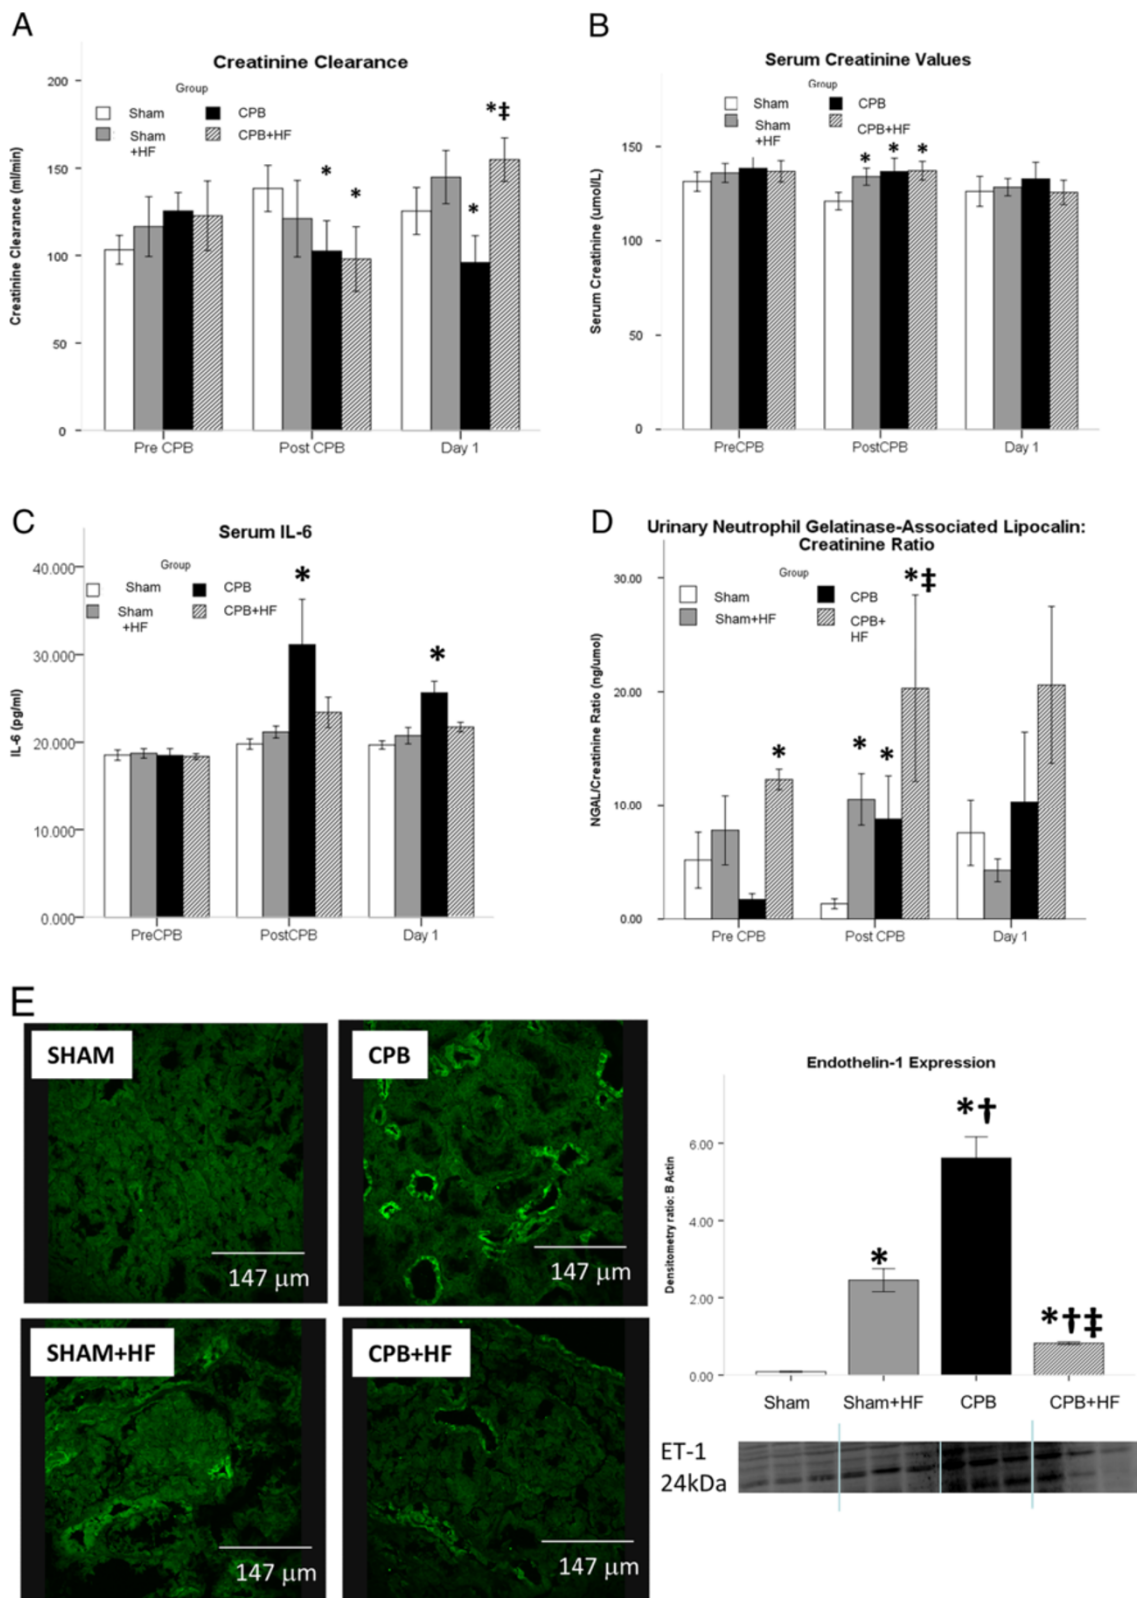 A
Creatinine Clearance
Group
Sham
CPB
Sham
+HF
CPB+HF
Creatinine Clearance (ml/min)
200
150
100
50
0
*
*
*
*‡
Pre CPB
Post CPB
Day 1
B
Serum Creatinine Values
Group
Sham
CPB
Sham
+HF
CPB+HF
Serum Creatinine (umol/L)
150
100
50
0
*
*
*
PreCPB
PostCPB
Day 1
C
Serum IL-6
Group
Sham
CPB
Sham
+HF
CPB+HF
IL-6 (pg/ml)
40.000
30.000
20.000
10.000
0.000
*
*
PreCPB
PostCPB
Day 1
D
Urinary Neutrophil Gelatinase-Associated Lipocalin:
Creatinine Ratio
Group
Sham
CPB
Sham+HF
CPB+
HF
NGAL/Creatinine Ratio (ng/umol)
30.00
20.00
10.00
0.00
*
*
*
*‡
Pre CPB
Post CPB
Day 1
E
SHAM
147 µm
CPB
147 µm
SHAM+HF
147 µm
CPB+HF
147 µm
Endothelin-1 Expression
Densitometry ratio: B Actin
6.00
4.00
2.00
0.00
*
*†
*†‡
Sham
Sham+HF
CPB
CPB+HF
ET-1
24kDa